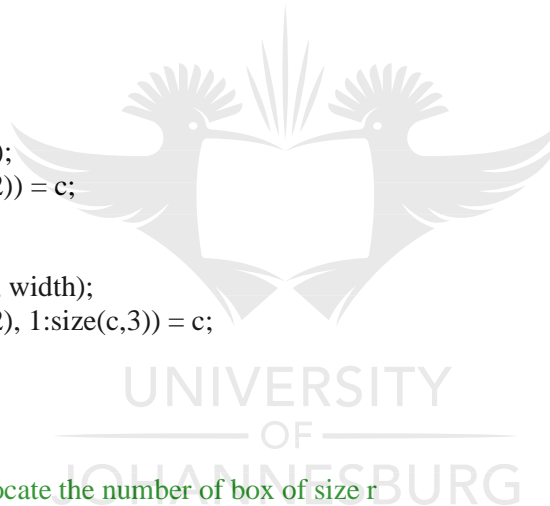 );
2)) = c;
width);
2), 1:size(c,3)) = c;
UNIVERSITY
OF
JOHANNESBURG
ocate the number of box of size r